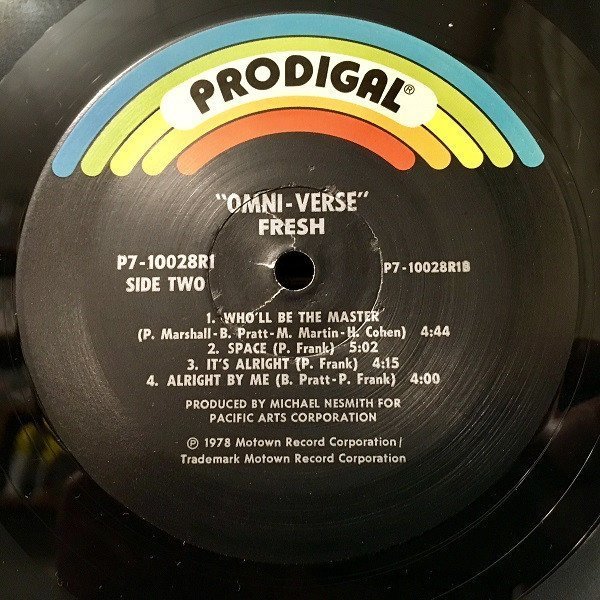 PRODIGAL®
"OMNI-VERSE"
FRESH
P7-10028R1
P7-10028R1B
SIDE TWO
1. WHO'LL BE THE MASTER
(P. Marshall-B. Pratt-M. Martin-H. Cohen) 4:44
2. SPACE (P. Frank) 5:02
3. IT'S ALRIGHT (P. Frank) 4:15
4. ALRIGHT BY ME (B. Pratt-P. Frank) 4:00
PRODUCED BY MICHAEL NESMITH FOR
PACIFIC ARTS CORPORATION
℗ 1978 Motown Record Corporation/
Trademark Motown Record Corporation